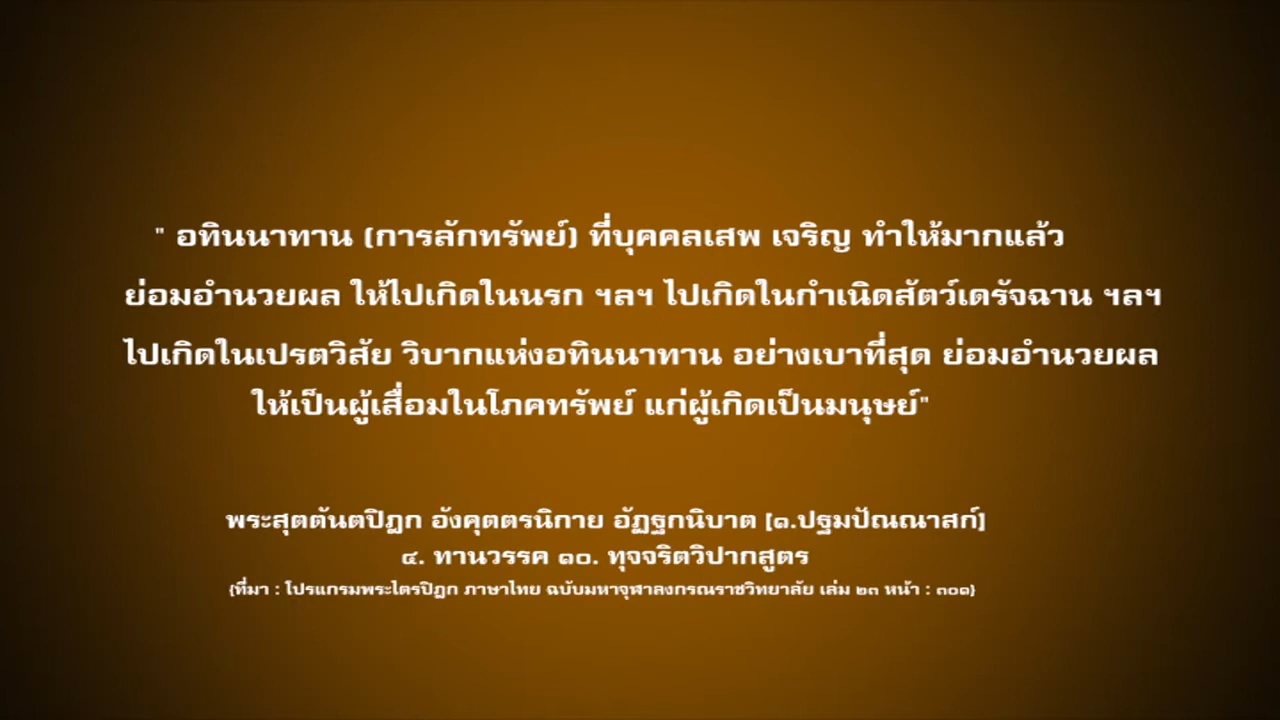 " อทินนาทาน (การลักทรัพย์) ที่บุคคลเสพ เจริญ ทำให้มากแล้ว
ย่อมอำนวยผล ให้ไปเกิดในนรก ฯลฯ ไปเกิดในกำเนิดสัตว์เดรัจฉาน ฯลฯ
ไปเกิดในเปรตวิสัย วิบากแห่งอทินนาทาน อย่างเบาที่สุด ย่อมอำนวยผล
ให้เป็นผู้เสื่อมในโภคทรัพย์ แก่ผู้เกิดเป็นมนุษย์"
พระสุตตันตปิฎก อังคุตตรนิกาย อัฏฐกนิบาต [๑.ปฐมปัณณาสก์]
๔. ทานวรรค ๑๐. ทุจจริตวิปากสูตร
{ที่มา : โปรแกรมพระไตรปิฎก ภาษาไทย ฉบับมหาจุฬาลงกรณราชวิทยาลัย เล่ม ๒๓ หน้า : ๓๐๑}